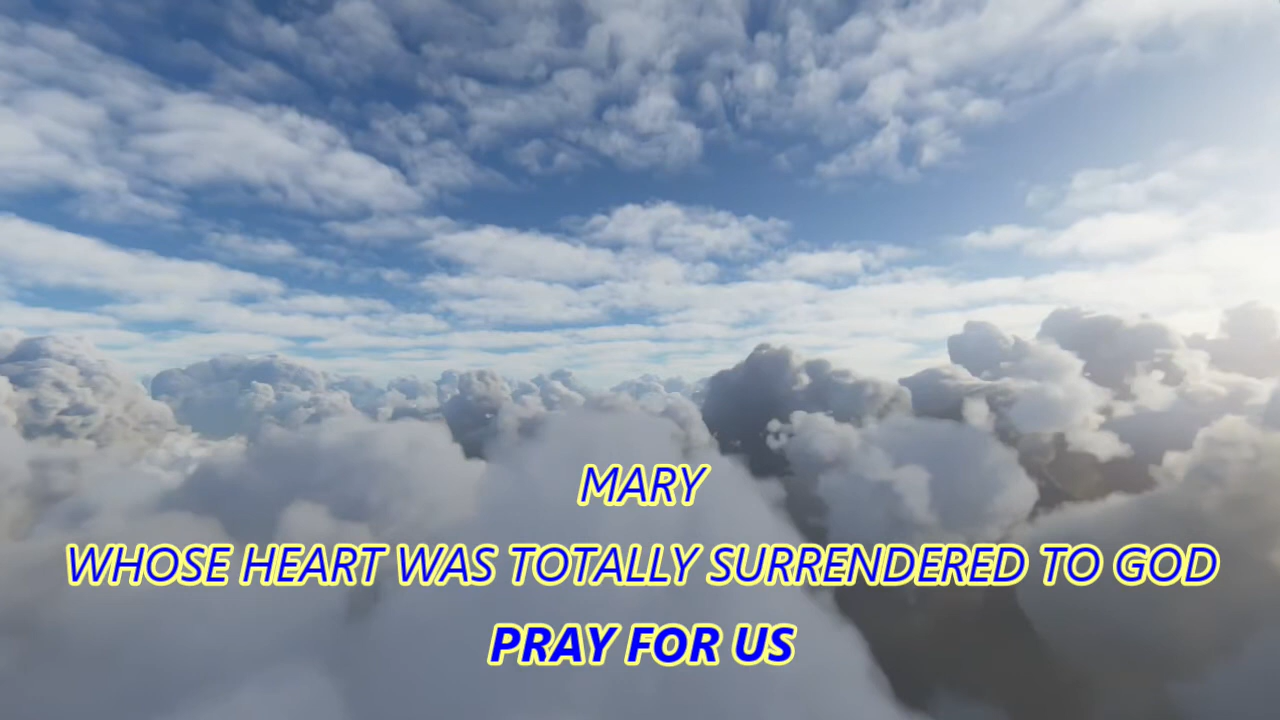 MARY
WHOSE HEART WAS TOTALLY SURRENDERED TO GOD
PRAY FOR US